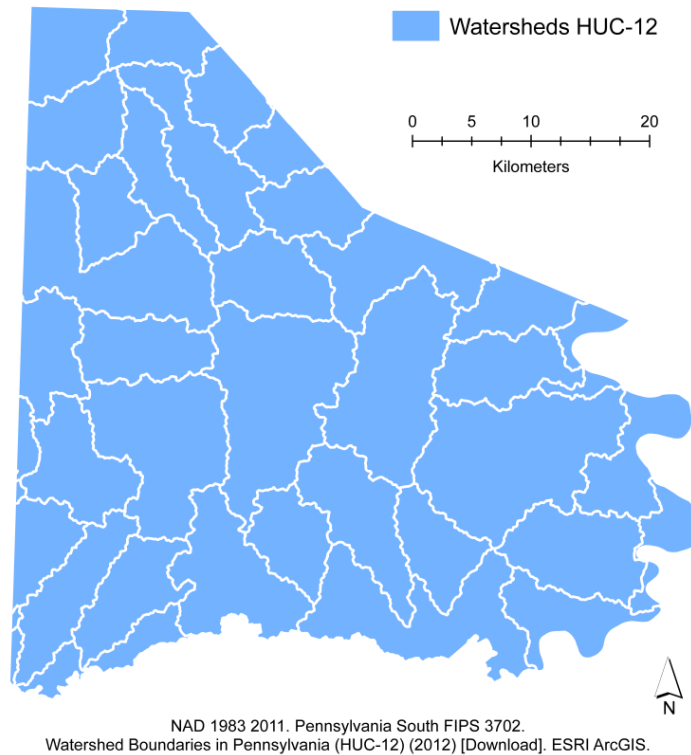 Watersheds HUC-12
0 5 10 20
Kilometers
N
NAD 1983 2011. Pennsylvania South FIPS 3702.
Watershed Boundaries in Pennsylvania (HUC-12) (2012) [Download]. ESRI ArcGIS.